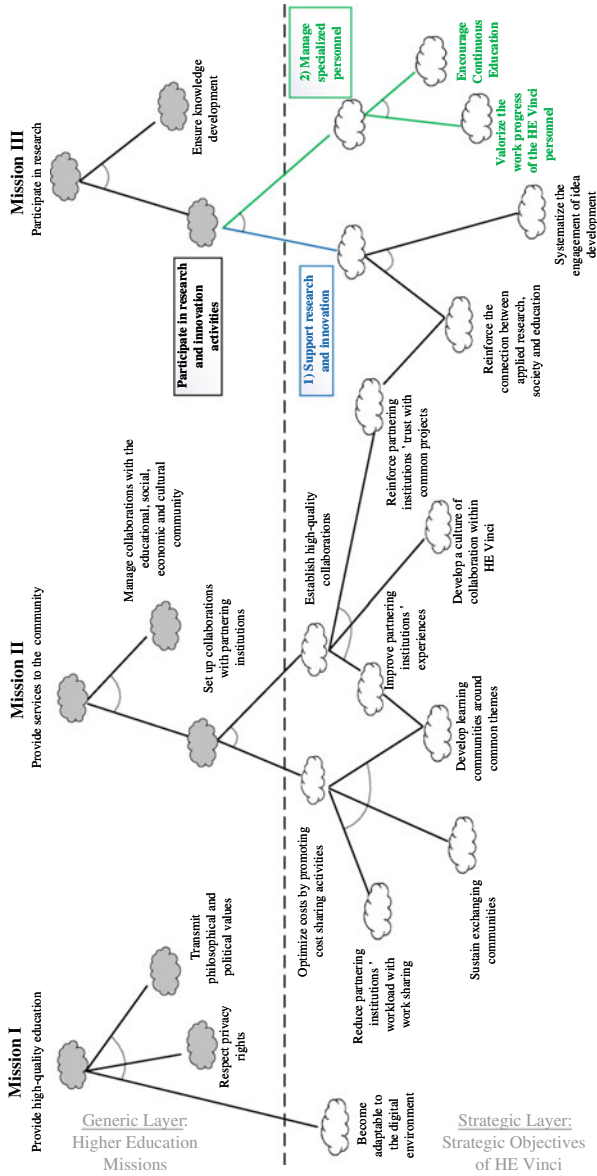 Mission I
Provide high-quality education
Mission II
Provide services to the community
Mission III
Participate in research
Transmit
philosophical and
political values
Respect privacy
rights
Manage collaborations with the
educational, social,
economic and cultural
community
Set up collaborations
with partnering
institutions
Ensure knowledge
development
Participate in research
and innovation
activities
Generic Layer:
Higher Education
Missions
1) Support research
and innovation
2) Manage
specialized
personnel
Become
adaptable to
the digital
environment
Optimize costs by promoting
cost sharing activities
Reduce partnering
institutions '
workload with
work sharing
Sustain exchanging
communities
Develop learning
communities around
common themes
Establish high-quality
collaborations
Improve partnering
institutions '
experiences
Develop a culture of
collaboration within
HE Vinci
Reinforce partnering
institutions ' trust with
common projects
Reinforce the
connection between
applied research,
society and education
Systematize the
engagement of idea
development
Valorize the
work progress
of the HE Vinci
personnel
Encourage
Continuous
Education
Strategic Layer:
Strategic Objectives
of HE Vinci